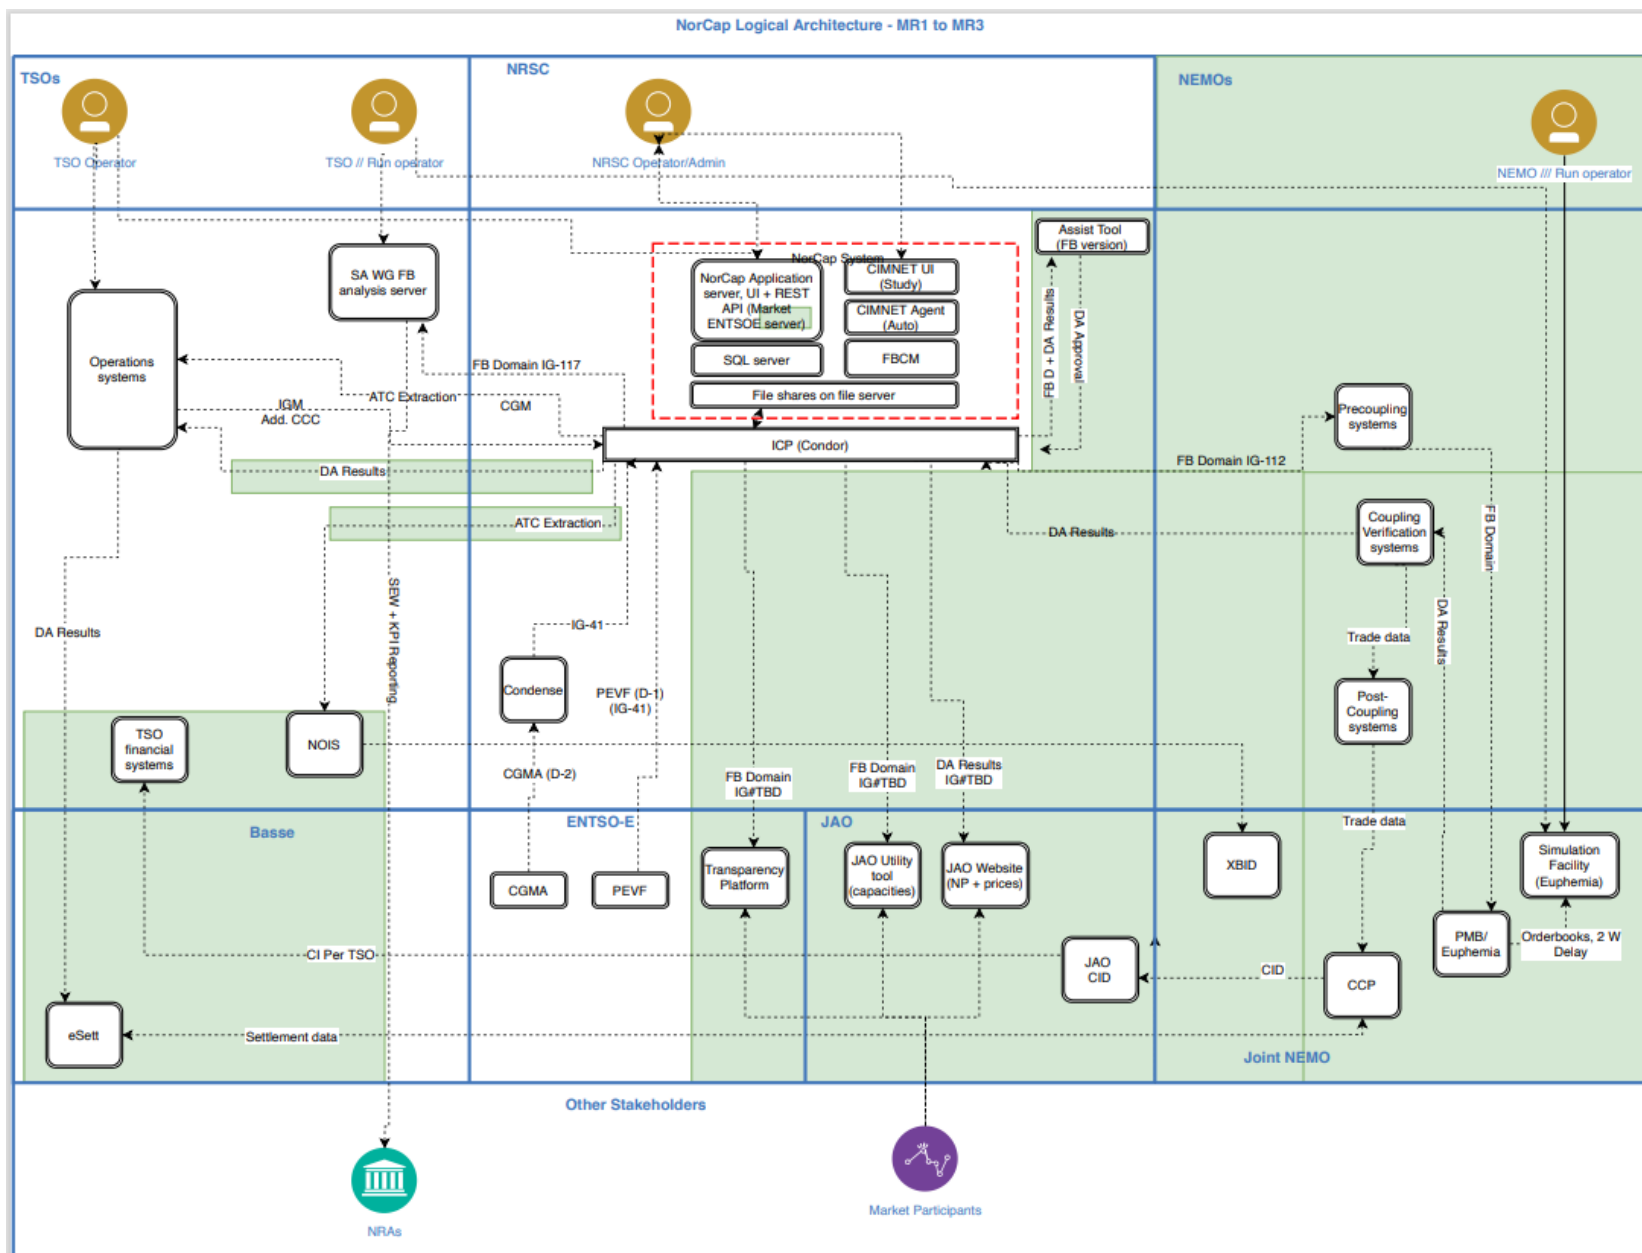 NorCap Logical Architecture - MR1 to MR3
TSOs
NRSC
NEMOs
TSO Operator
TSO // Run operator
NRSC Operator/Admin
NEMO /// Run operator
SA WG FB
analysis server
Operations
systems
NorCap System
NorCap Application
server, UI + REST
API (Market
ENTSOE server)
CIMNET UI
(Study)
CIMNET Agent
(Auto)
SQL server
FBCM
File shares on file server
Assist Tool
(FB version)
FB D + DA Results
DA Approval
FB Domain IG-117
ATC Extraction
CGM
IGM
Add. CCC
ICP (Condor)
DA Results
ATC Extraction
Precoupling
systems
FB Domain IG-112
Coupling
Verification
systems
FB Domain
DA Results
DA Results
Trade data
Post-
Coupling
systems
DA Results
SEW + KPI Reporting
IG-41
Condense
PEVF (D-1)
(IG-41)
CGMA (D-2)
TSO
financial
systems
NOIS
FB Domain
IG#TBD
FB Domain
IG#TBD
DA Results
IG#TBD
Trade data
Basse
ENTSO-E
JAO
CGMA
PEVF
Transparency
Platform
JAO Utility
tool
(capacities)
JAO Website
(NP + prices)
XBID
Simulation
Facility
(Euphemia)
PMB/
Euphemia
Orderbooks, 2 W
Delay
CI Per TSO
JAO
CID
CID
CCP
eSett
Settlement data
Joint NEMO
Other Stakeholders
NRAs
Market Participants